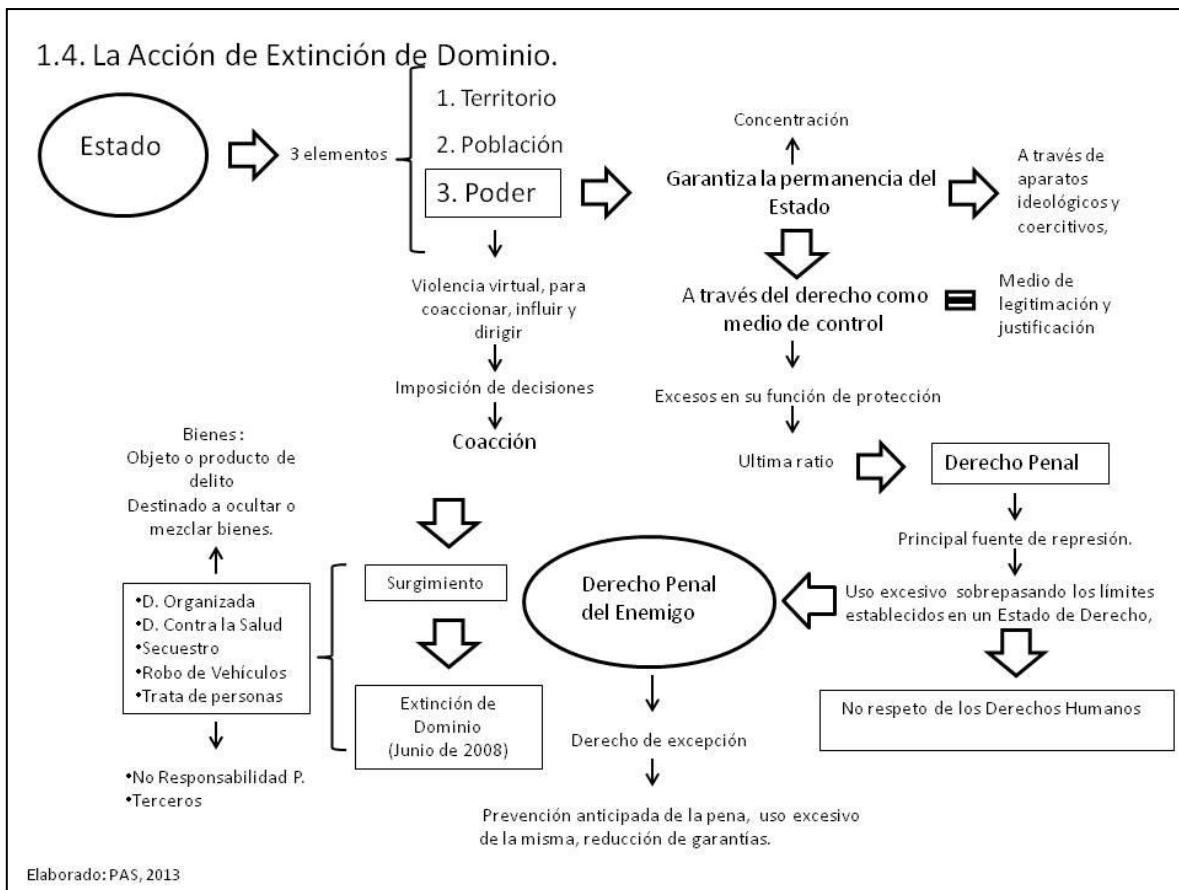 1.4. La Acción de Extinción de Dominio.
Estado
3 elementos
1. Territorio
2. Población
3. Poder
Violencia virtual, para
coaccionar, influir y
dirigir
Imposición de decisiones
Coacción
Concentración
Garantiza la permanencia del
Estado
A través de
aparatos
ideológicos y
coercitivos,
A través del derecho como
medio de control
Medio de
legitimación y
justificación
Excesos en su función de protección
Ultima ratio
Derecho Penal
Principal fuente de represión.
Uso excesivo sobrepasando los límites
establecidos en un Estado de Derecho,
No respeto de los Derechos Humanos
Derecho Penal
del Enemigo
Derecho de excepción
Prevención anticipada de la pena, uso excesivo
de la misma, reducción de garantías.
Surgimiento
Extinción de
Dominio
(Junio de 2008)
Bienes:
Objeto o producto de
delito
Destinado a ocultar o
mezclar bienes.
•D. Organizada
•D. Contra la Salud
•Secuestro
•Robo de Vehículos
•Trata de personas
•No Responsabilidad P.
•Terceros
Elaborado: PAS, 2013